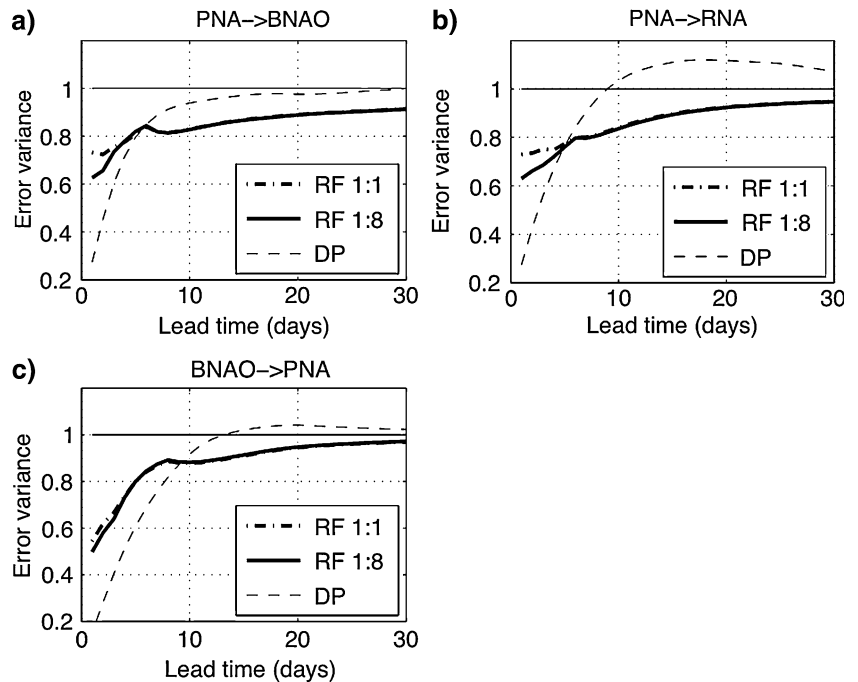 a)
PNA->BNAO
Error variance
1
0.8
0.6
0.4
0.2
0
10
20
30
Lead time (days)
RF 1:1
RF 1:8
DP
b)
PNA->RNA
Error variance
1
0.8
0.6
0.4
0.2
0
10
20
30
Lead time (days)
RF 1:1
RF 1:8
DP
c)
BNAO->PNA
Error variance
1
0.8
0.6
0.4
0.2
0
10
20
30
Lead time (days)
RF 1:1
RF 1:8
DP